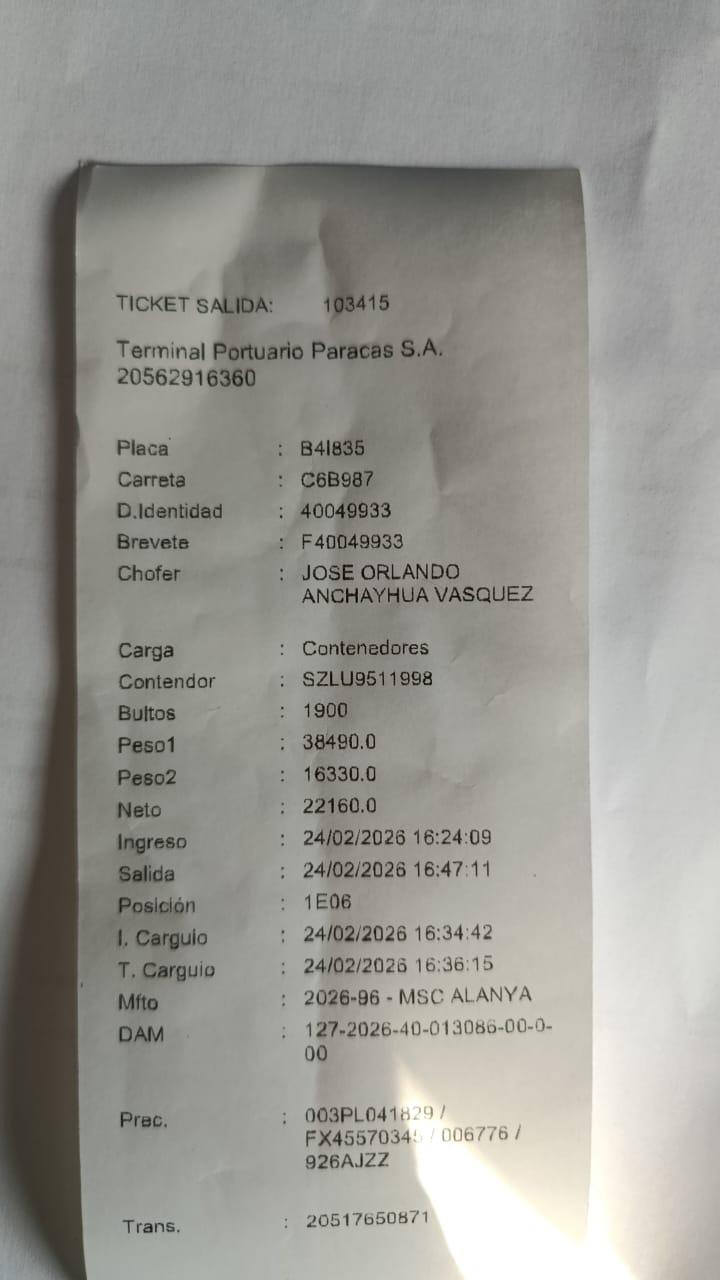 TICKET SALIDA: 103415
Terminal Portuario Paracas S.A.
20562916360
Placa : B4I835
Carreta : C6B987
D.Identidad : 40049933
Brevete : F40049933
Chofer : JOSE ORLANDO
ANCHAYHUA VASQUEZ
Carga : Contenedores
Contendor : SZLU9511998
Bultos : 1900
Peso1 : 38490.0
Peso2 : 16330.0
Neto : 22160.0
Ingreso : 24/02/2026 16:24:09
Salida : 24/02/2026 16:47:11
Posición : 1E06
I. Carguio : 24/02/2026 16:34:42
T. Carguio : 24/02/2026 16:36:15
Mfto : 2026-96 - MSC ALANYA
DAM : 127-2026-40-013086-00-0-
00
Prec. : 003PL041829 /
FX45570345 / 006776 /
926AJZZ
Trans. : 20517650871